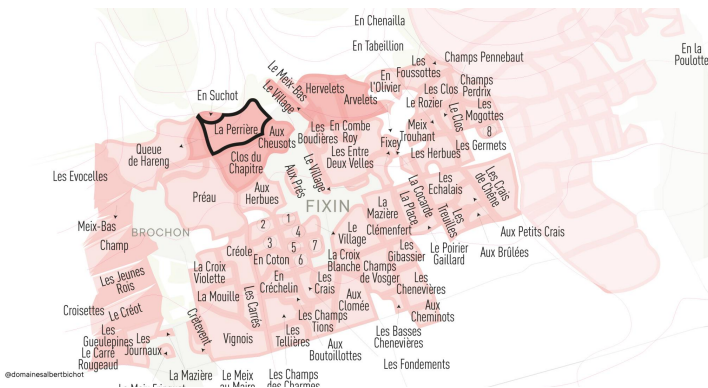 En Chenailla
En Tabeillion
En la
Poulotte
Les
Foussottes
Champs Pennebaut
Le Meix-Bas
Le Village
Hervelets
Arvelets
En
l'Olivier
Champs
Perdrix
Les Clos
Le Rozier
Le Clos
Les
Mogottes
8
En Suchot
La Perrière
Aux
Cheusots
Les
Boudières
En Combe
Roy
Meix
Trouhant
Fixey
Les Entre
Deux Velles
Les Herbues
Les Germets
Queue
de Hareng
Clos du
Chapitre
Les Evocelles
Préau
Aux
Herbues
Aux Prés
Le Village
FIXIN
La
Mazière
La Cocarde
La Place
Les
Echalais
Les
Treuilles
Les Crais
de Chêne
Meix-Bas
BROCHON
Champ
1
2
3
4
5
6
7
Le
Village
Clémenfert
Les
Gibassier
Le Poirier
Gaillard
Aux Petits Crais
Aux Brûlées
Créole
En Coton
La Croix
Blanche
Champs
de Vosger
La Croix
Violette
Les Jeunes
Rois
En
Créchelin
Les
Crais
Les
Chenevières
La Mouille
Les Carrés
Aux
Clomée
Aux
Cheminots
Croisettes
Le Créot
Crètevent
Les Champs
Tions
Les
Gueulepines
Les
Journaux
Vignois
Les
Tellières
Aux
Boutoillottes
Les Basses
Chenevières
Le Carré
Rougeaud
Les Fondements
@domainesalbertbichot
La Mazière
Le Meix
au Maire
Les Champs
des Charmes